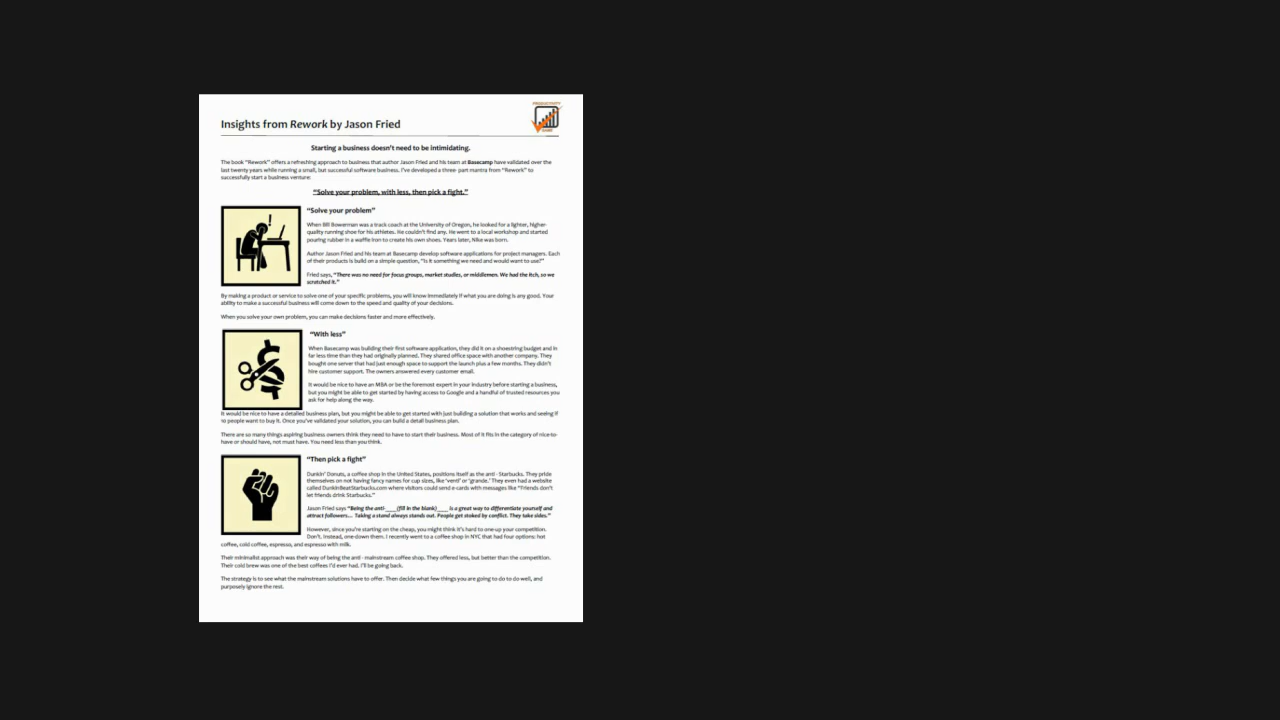 PRODUCTIVITY
GAME
Insights from Rework by Jason Fried
Starting a business doesn't need to be intimidating.
The book "Rework" offers a refreshing approach to business that author Jason Fried and his team at Basecamp have validated over the
last twenty years while running a small, but successful software business. I've developed a three- part mantra from "Rework" to
successfully start a business venture:
"Solve your problem, with less, then pick a fight."
"Solve your problem"
When Bill Bowerman was a track coach at the University of Oregon, he looked for a lighter, higher-
quality running shoe for his athletes. He couldn't find any. He went to a local workshop and started
pouring rubber in a waffle iron to create his own shoes. Years later, Nike was born.
Author Jason Fried and his team at Basecamp develop software applications for project managers. Each
of their products is build on a simple question, "Is it something we need and would want to use?"
Fried says, "There was no need for focus groups, market studies, or middlemen. We had the itch, so we
scratched it."
By making a product or service to solve one of your specific problems, you will know immediately if what you are doing is any good. Your
ability to make a successful business will come down to the speed and quality of your decisions.
When you solve your own problem, you can make decisions faster and more effectively.
"With less"
When Basecamp was building their first software application, they did it on a shoestring budget and in
far less time than they had originally planned. They shared office space with another company. They
bought one server that had just enough space to support the launch plus a few months. They didn't
hire customer support. The owners answered every customer email.
It would be nice to have an MBA or be the foremost expert in your industry before starting a business,
but you might be able to get started by having access to Google and a handful of trusted resources you
ask for help along the way.
It would be nice to have a detailed business plan, but you might be able to get started with just building a solution that works and seeing if
10 people want to buy it. Once you've validated your solution, you can build a detail business plan.
There are so many things aspiring business owners think they need to have to start their business. Most of it fits in the category of nice-to-
have or should have, not must have. You need less than you think.
"Then pick a fight"
Dunkin' Donuts, a coffee shop in the United States, positions itself as the anti - Starbucks. They pride
themselves on not having fancy names for cup sizes, like 'venti' or 'grande.' They even had a website
called DunkinBeatStarbucks.com where visitors could send e-cards with messages like "Friends don't
let friends drink Starbucks."
Jason Fried says "Being the anti-____(fill in the blank)____ is a great way to differentiate yourself and
attract followers... Taking a stand always stands out. People get stoked by conflict. They take sides."
However, since you're starting on the cheap, you might think it's hard to one-up your competition.
Don't. Instead, one-down them. I recently went to a coffee shop in NYC that had four options: hot
coffee, cold coffee, espresso, and espresso with milk.
Their minimalist approach was their way of being the anti - mainstream coffee shop. They offered less, but better than the competition.
Their cold brew was one of the best coffees I'd ever had. I'll be going back.
The strategy is to see what the mainstream solutions have to offer. Then decide what few things you are going to do to do well, and
purposely ignore the rest.